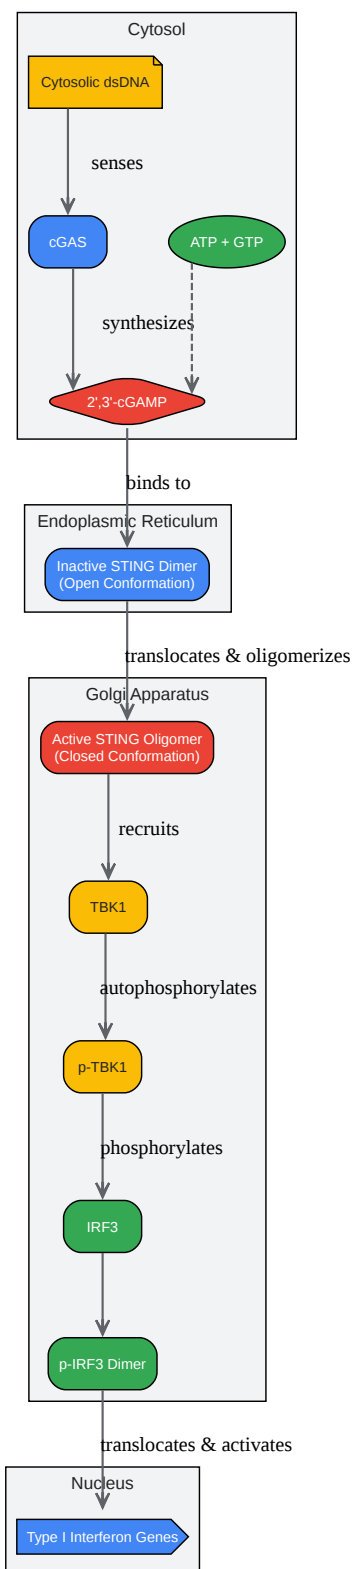 Cytosol
Cytosolic dsDNA
senses
cGAS
ATP + GTP
synthesizes
2',3'-cGAMP
binds to
Endoplasmic Reticulum
Inactive STING Dimer
(Open Conformation)
translocates & oligomerizes
Golgi Apparatus
Active STING Oligomer
(Closed Conformation)
recruits
TBK1
autophosphorylates
p-TBK1
phosphorylates
IRF3
p-IRF3 Dimer
translocates & activates
Nucleus
Type I Interferon Genes